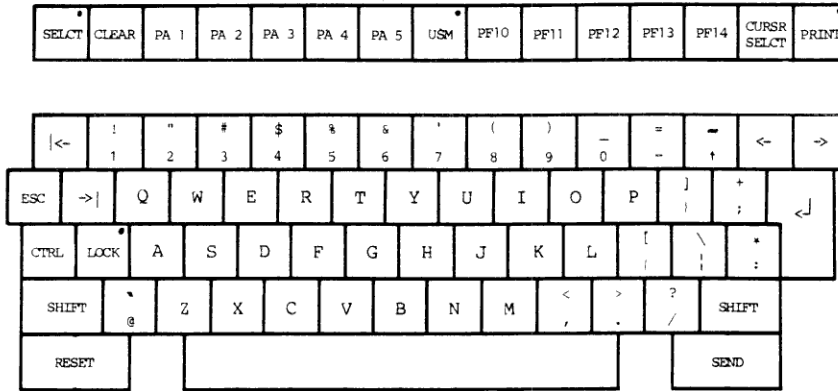 SELCT CLEAR PA 1 PA 2 PA 3 PA 4 PA 5 USM PF10 PF11 PF12 PF13 PF14 CURSR SELCT PRINT
|<- ! " # $ % & ' ( ) _ = ~ <- ->
1 2 3 4 5 6 7 8 9 0 - ↑
ESC ->| Q W E R T Y U I O P ] +
} ;
CTRL LOCK A S D F G H J K L [ \ *
{ ¦ :
SHIFT ` Z X C V B N M < > ? SHIFT
@ , . /
RESET SEND